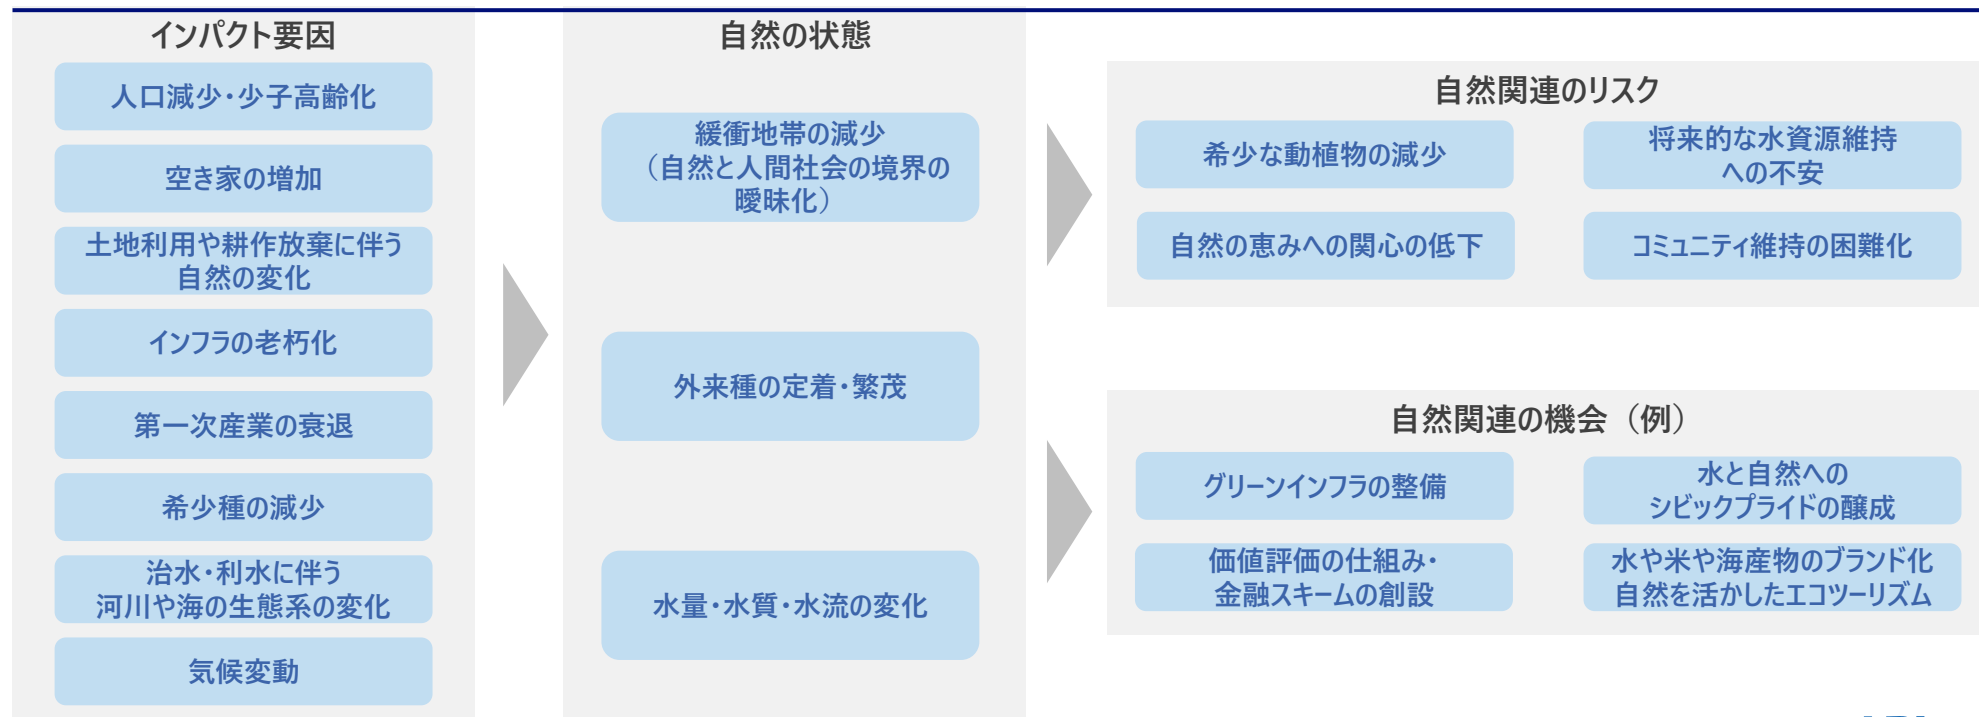 インパクト要因
人口減少・少子高齢化
空き家の増加
土地利用や耕作放棄に伴う
自然の変化
インフラの老朽化
第一次産業の衰退
希少種の減少
治水・利水に伴う
河川や海の生態系の変化
気候変動
自然の状態
緩衝地帯の減少
（自然と人間社会の境界の
曖昧化）
外来種の定着・繁茂
水量・水質・水流の変化
自然関連のリスク
希少な動植物の減少
将来的な水資源維持
への不安
自然の恵みへの関心の低下
コミュニティ維持の困難化
自然関連の機会（例）
グリーンインフラの整備
水と自然への
シビックプライドの醸成
価値評価の仕組み・
金融スキームの創設
水や米や海産物のブランド化
自然を活かしたエコツーリズム